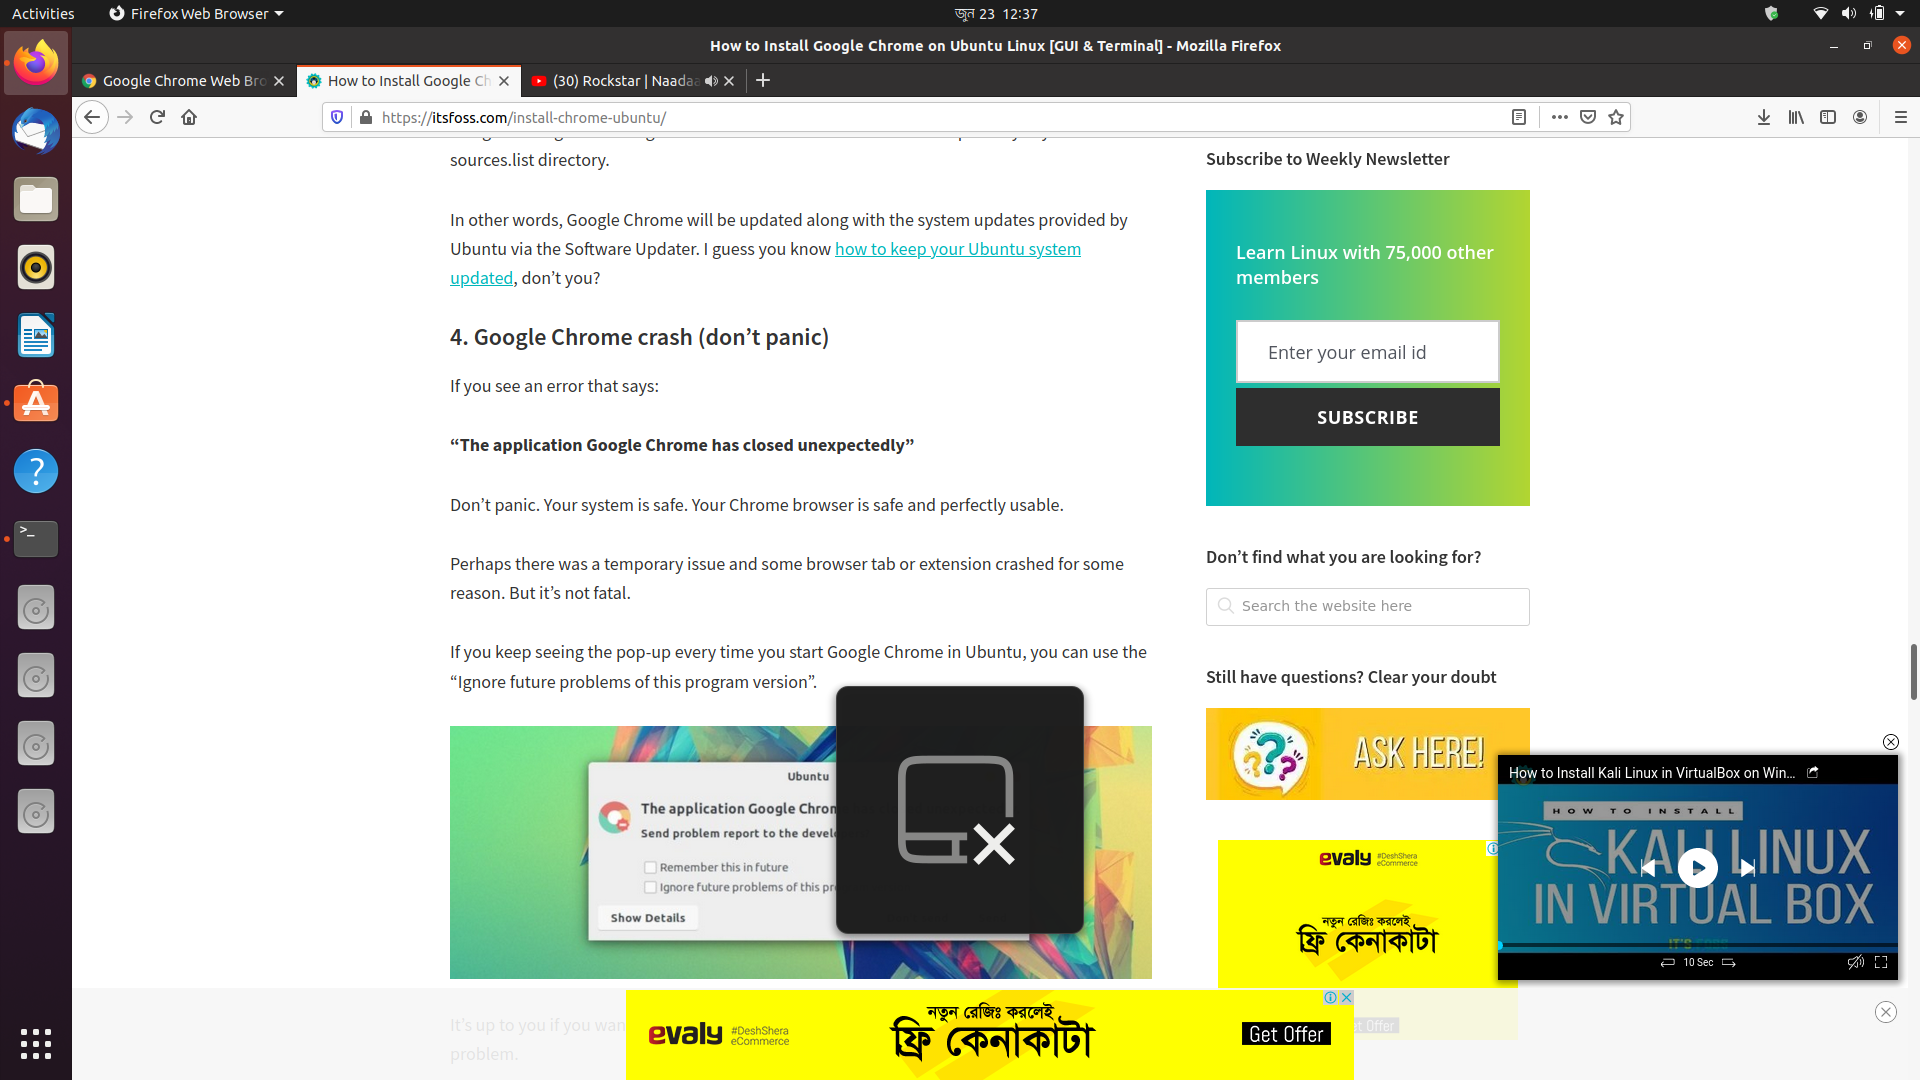 Activities
Firefox Web Browser
জুন 23 12:37
How to Install Google Chrome on Ubuntu Linux [GUI & Terminal] - Mozilla Firefox
Google Chrome Web Bro
How to Install Google Ch
(30) Rockstar | Naadaa
https://itsfoss.com/install-chrome-ubuntu/
sources.list directory.
In other words, Google Chrome will be updated along with the system updates provided by
Ubuntu via the Software Updater. I guess you know how to keep your Ubuntu system
updated, don’t you?
4. Google Chrome crash (don’t panic)
If you see an error that says:
“The application Google Chrome has closed unexpectedly”
Don’t panic. Your system is safe. Your Chrome browser is safe and perfectly usable.
Perhaps there was a temporary issue and some browser tab or extension crashed for some
reason. But it’s not fatal.
If you keep seeing the pop-up every time you start Google Chrome in Ubuntu, you can use the
“Ignore future problems of this program version”.
Ubuntu
The application Google Chrom
Send problem report to the develo
Remember this in future
Ignore future problems of this pr
Show Details
It’s up to you if you wan
problem.
Subscribe to Weekly Newsletter
Learn Linux with 75,000 other
members
Enter your email id
SUBSCRIBE
Don’t find what you are looking for?
Search the website here
Still have questions? Clear your doubt
ASK HERE!
evaly #DeshShera
eCommerce
নতুন রেজিঃ করলেই
ফ্রি কেনাকাটা
How to Install Kali Linux in VirtualBox on Win...
HOW TO INSTALL
KALI LINUX
IN VIRTUAL BOX
IT'S FOSS
10 Sec
evaly #DeshShera
eCommerce
নতুন রেজিঃ করলেই
ফ্রি কেনাকাটা
Get Offer
et Offer